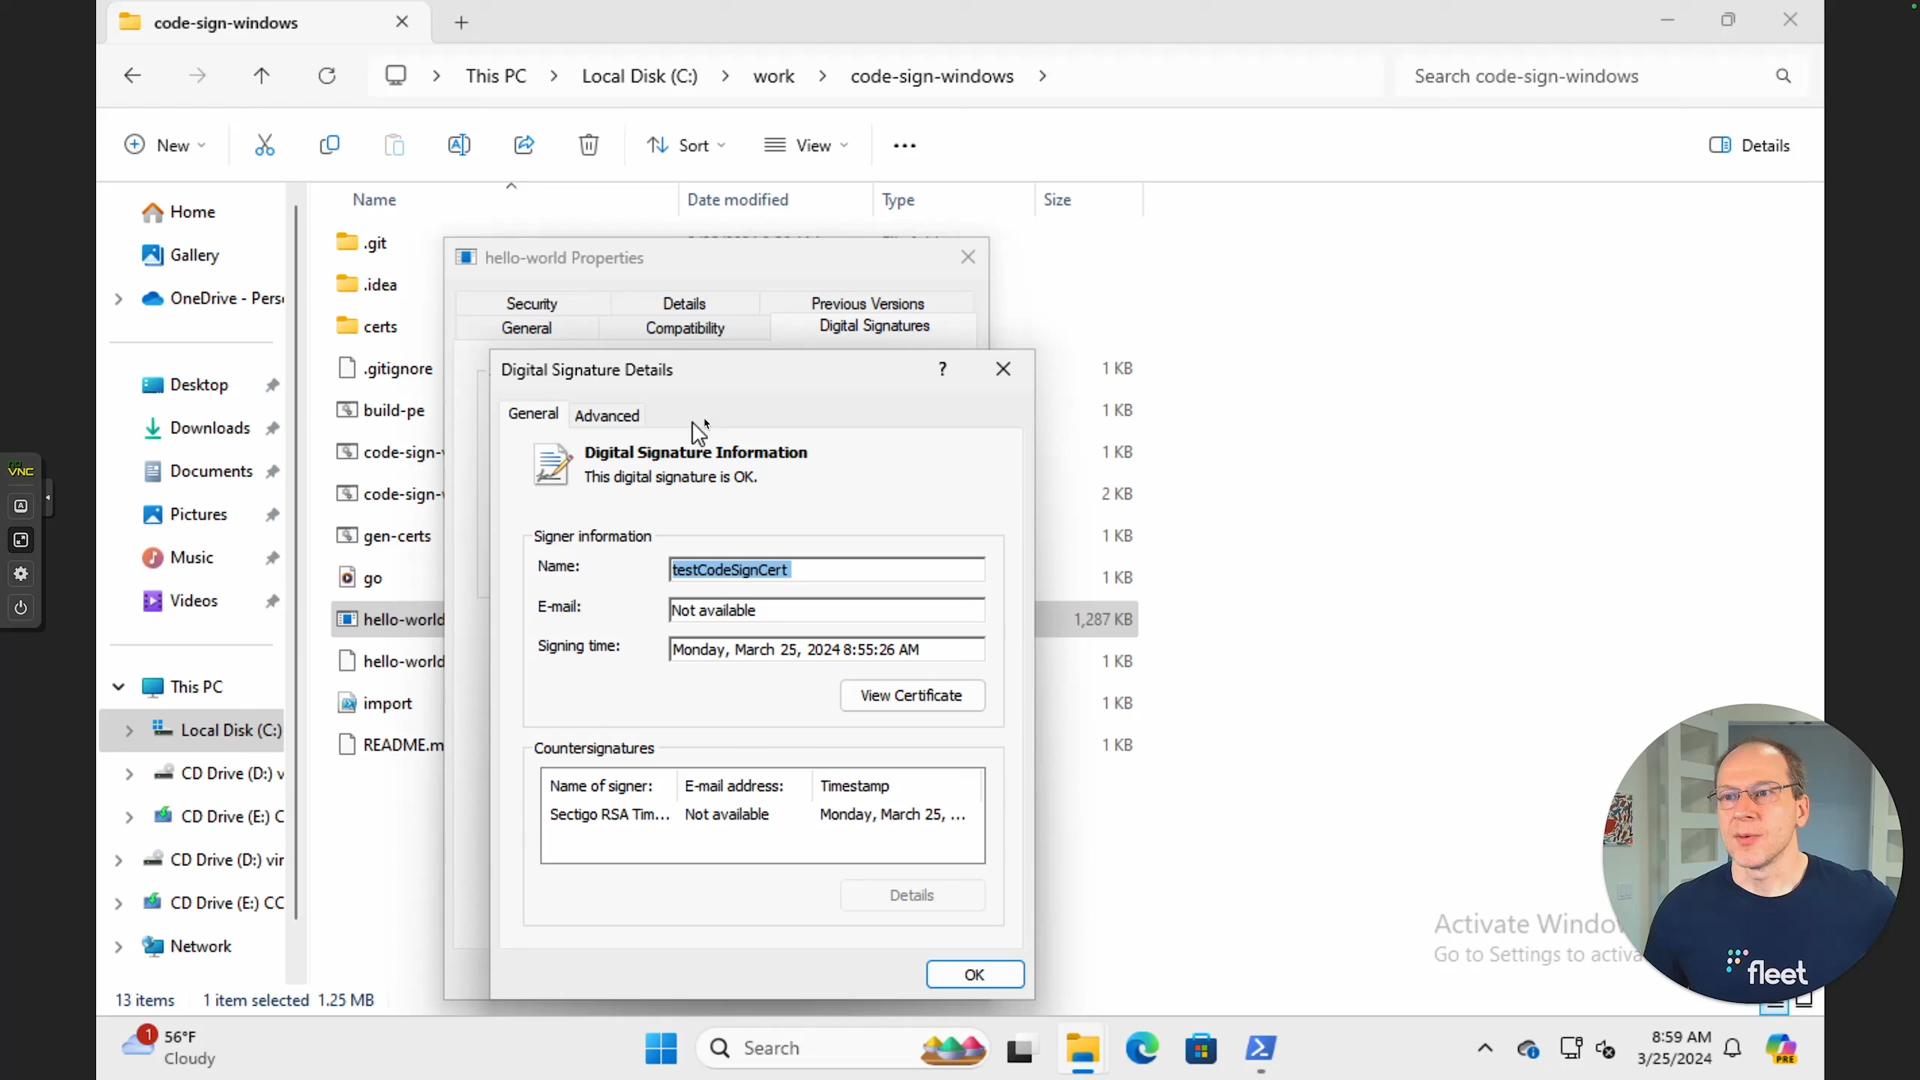 code-sign-windows
This PC
Local Disk (C:)
work
code-sign-windows
Search code-sign-windows
New
Sort
View
Details
Name
Date modified
Type
Size
Home
Gallery
OneDrive - Pers
Desktop
Downloads
Documents
Pictures
Music
Videos
This PC
Local Disk (C:)
CD Drive (D:) v
CD Drive (E:) C
CD Drive (D:) vir
CD Drive (E:) CC
Network
.git
.idea
certs
.gitignore
1 KB
build-pe
1 KB
code-sign-
1 KB
code-sign-
2 KB
gen-certs
1 KB
go
1 KB
hello-world
1,287 KB
hello-world
1 KB
import
1 KB
README.m
1 KB
hello-world Properties
Security
Details
Previous Versions
General
Compatibility
Digital Signatures
Digital Signature Details
?
General
Advanced
Digital Signature Information
This digital signature is OK.
Signer information
Name:
testCodeSignCert
E-mail:
Not available
Signing time:
Monday, March 25, 2024 8:55:26 AM
View Certificate
Countersignatures
Name of signer:
E-mail address:
Timestamp
Sectigo RSA Tim...
Not available
Monday, March 25, ...
Details
OK
Activate Window
Go to Settings to activa
fleet
VNC
A
13 items
1 item selected
1.25 MB
1
56°F
Cloudy
Search
8:59 AM
3/25/2024
PRE